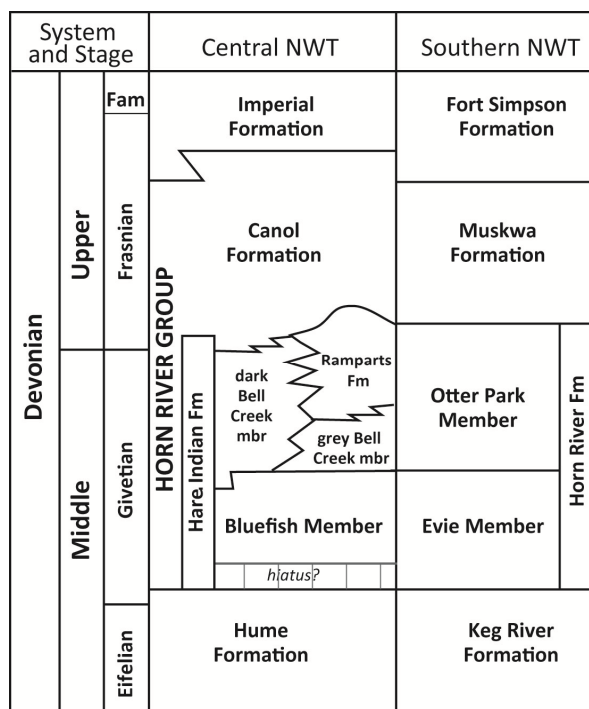 System
and Stage
Central NWT
Southern NWT
Devonian
Upper
Middle
Fam
Frasnian
Givetian
Eifelian
HORN RIVER GROUP
Imperial
Formation
Canol
Formation
Hare Indian Fm
dark
Bell
Creek
mbr
Ramparts
Fm
grey Bell
Creek mbr
Bluefish Member
hiatus?
Hume
Formation
Fort Simpson
Formation
Muskwa
Formation
Otter Park
Member
Evie Member
Horn River Fm
Keg River
Formation